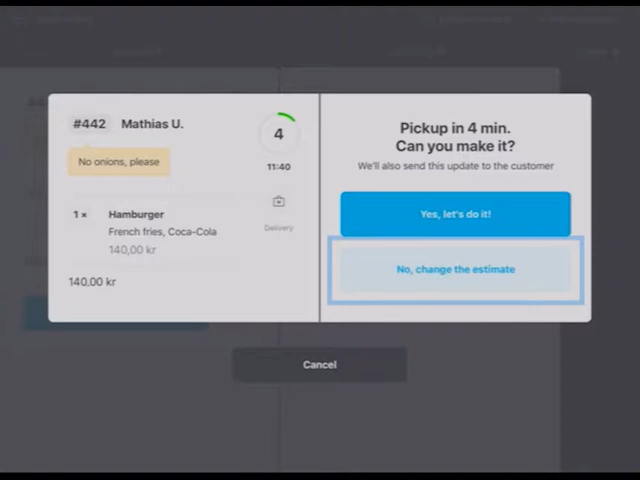 #442 Mathias U.
4
No onions, please
11:40
1 × Hamburger
French fries, Coca-Cola
140,00 kr
Delivery
140,00 kr
Pickup in 4 min.
Can you make it?
We'll also send this update to the customer
Yes, let's do it!
No, change the estimate
Cancel